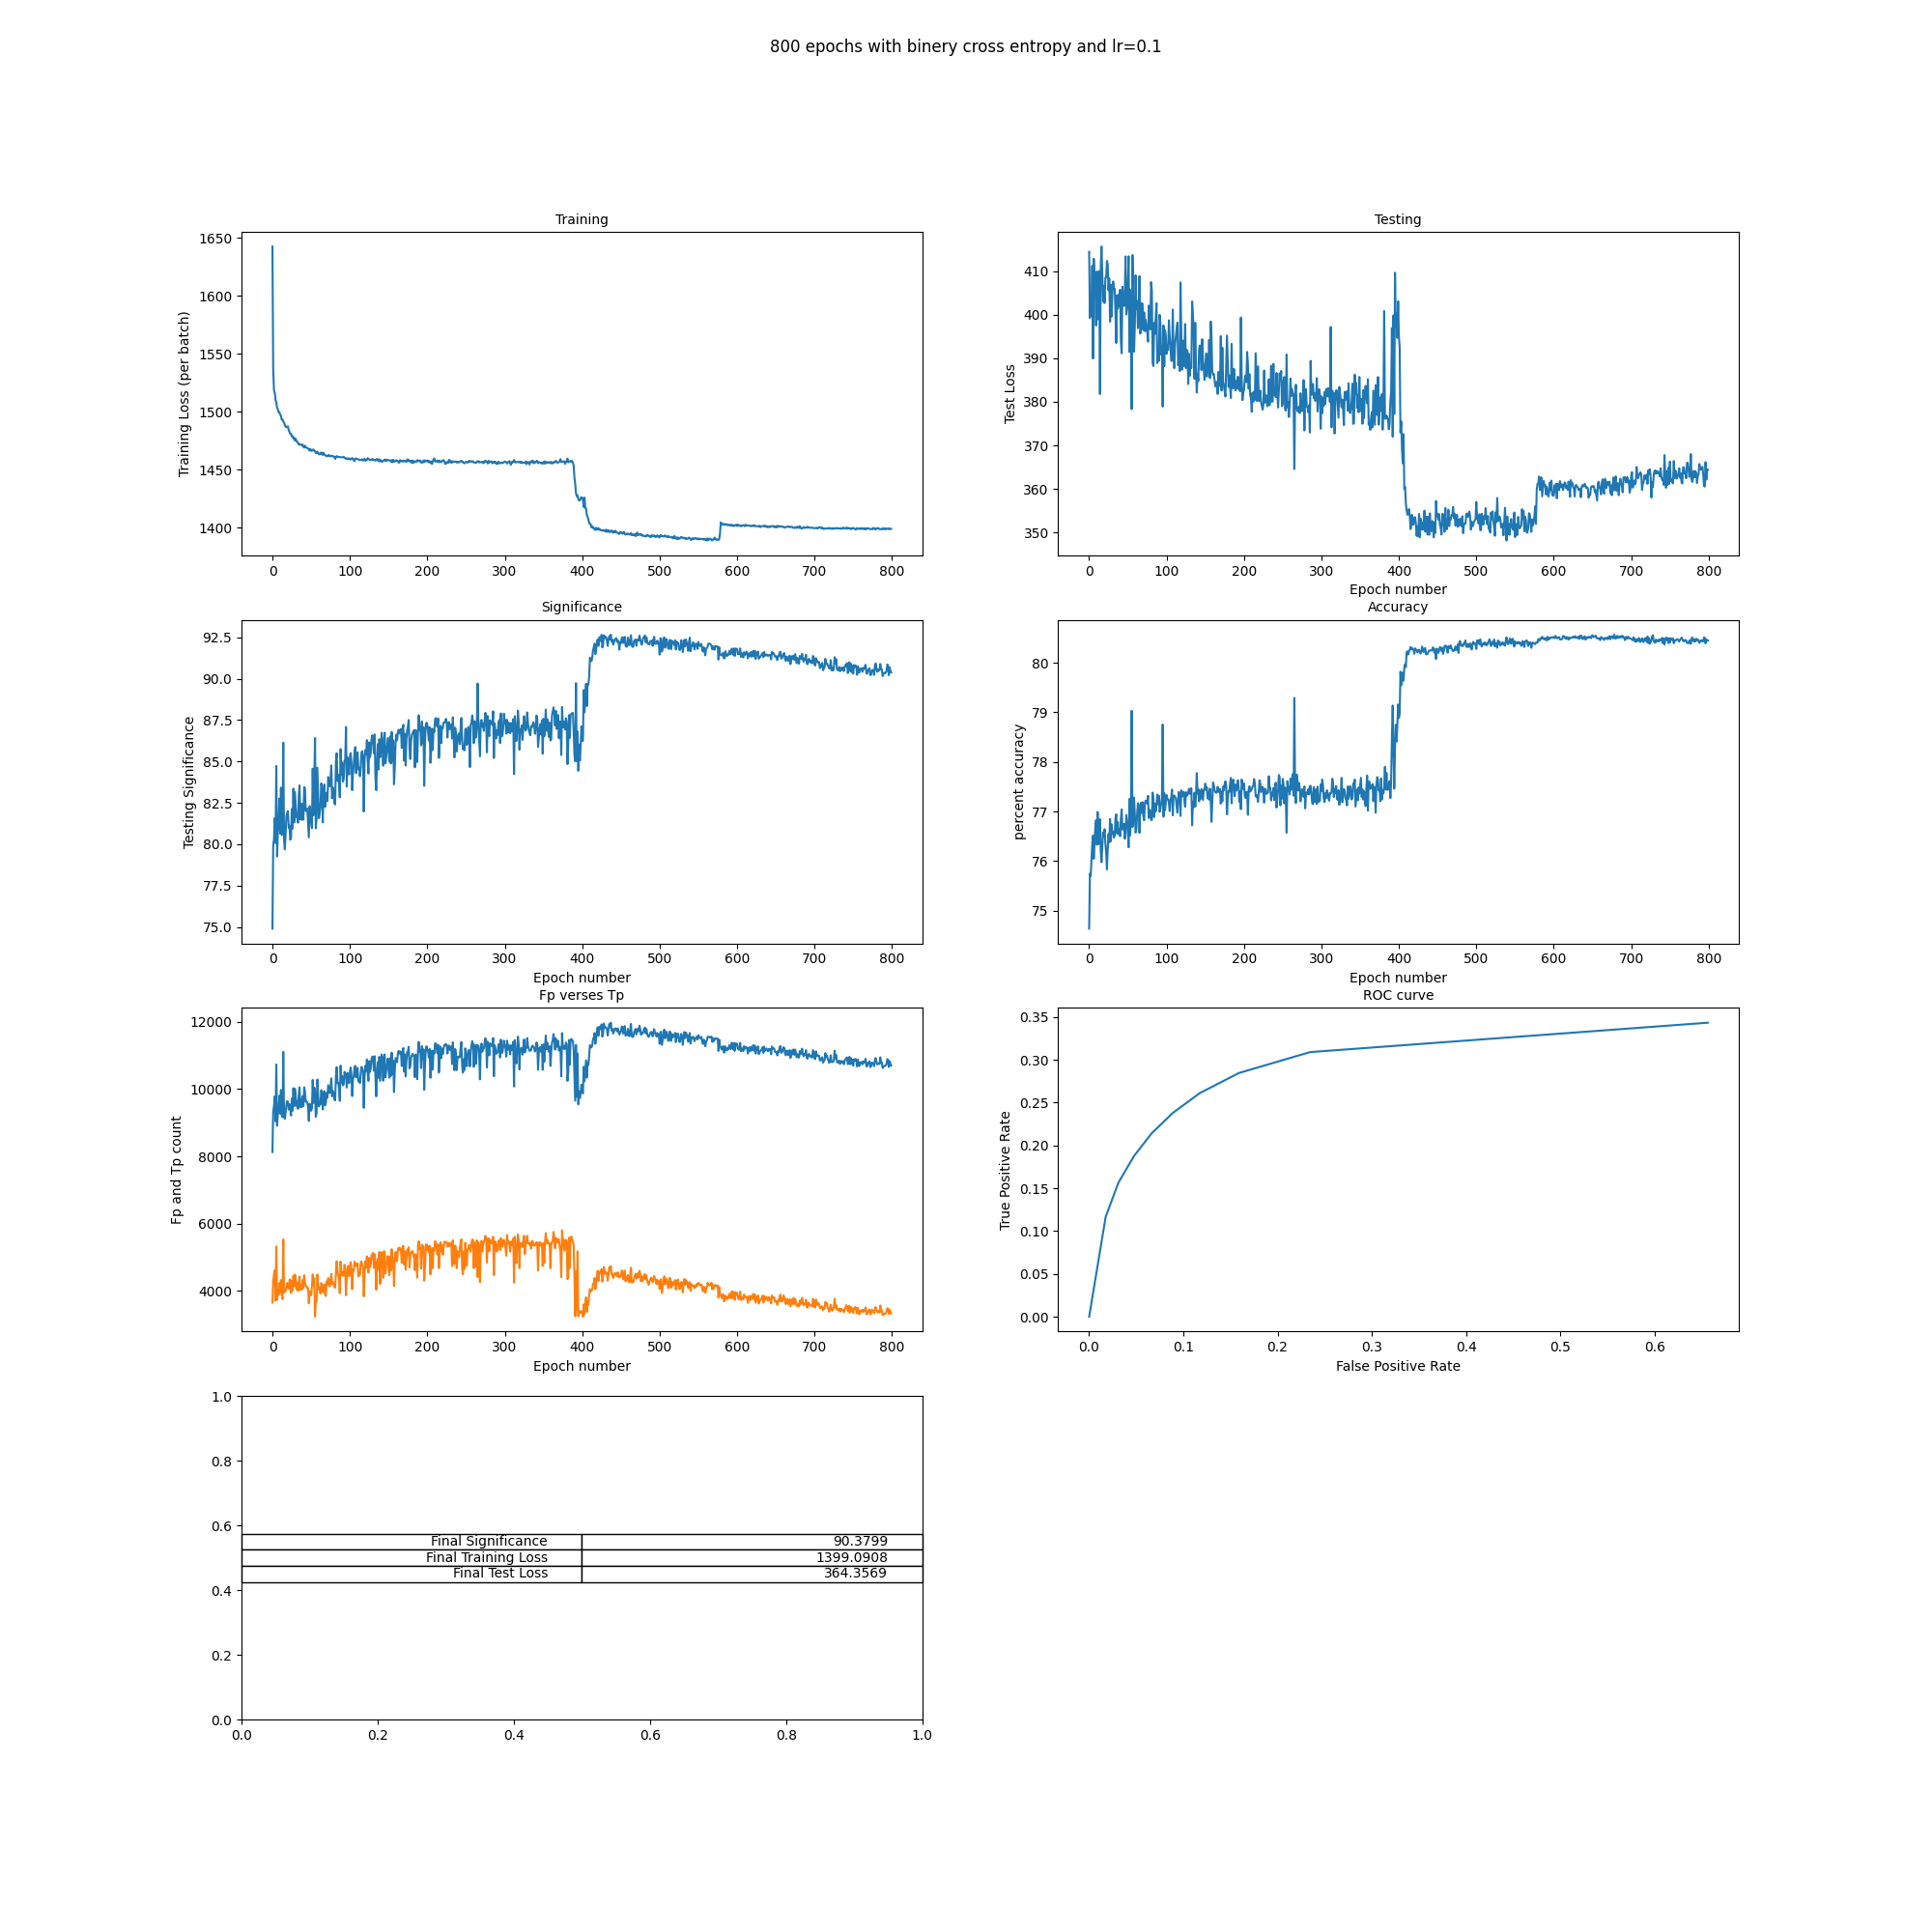 800 epochs with binery cross entropy and lr=0.1
Training
Training Loss (per batch)
1650
1600
1550
1500
1450
1400
0 100 200 300 400 500 600 700 800
Testing
Test Loss
410
400
390
380
370
360
350
0 100 200 300 400 500 600 700 800
Epoch number
Significance
Testing Significance
92.5
90.0
87.5
85.0
82.5
80.0
77.5
75.0
0 100 200 300 400 500 600 700 800
Epoch number
Accuracy
percent accuracy
80
79
78
77
76
75
0 100 200 300 400 500 600 700 800
Epoch number
Fp verses Tp
Fp and Tp count
12000
10000
8000
6000
4000
0 100 200 300 400 500 600 700 800
Epoch number
ROC curve
True Positive Rate
0.35
0.30
0.25
0.20
0.15
0.10
0.05
0.00
0.0 0.1 0.2 0.3 0.4 0.5 0.6
False Positive Rate
1.0
0.8
0.6
Final Significance 90.3799
Final Training Loss 1399.0908
Final Test Loss 364.3569
0.4
0.2
0.0
0.0 0.2 0.4 0.6 0.8 1.0